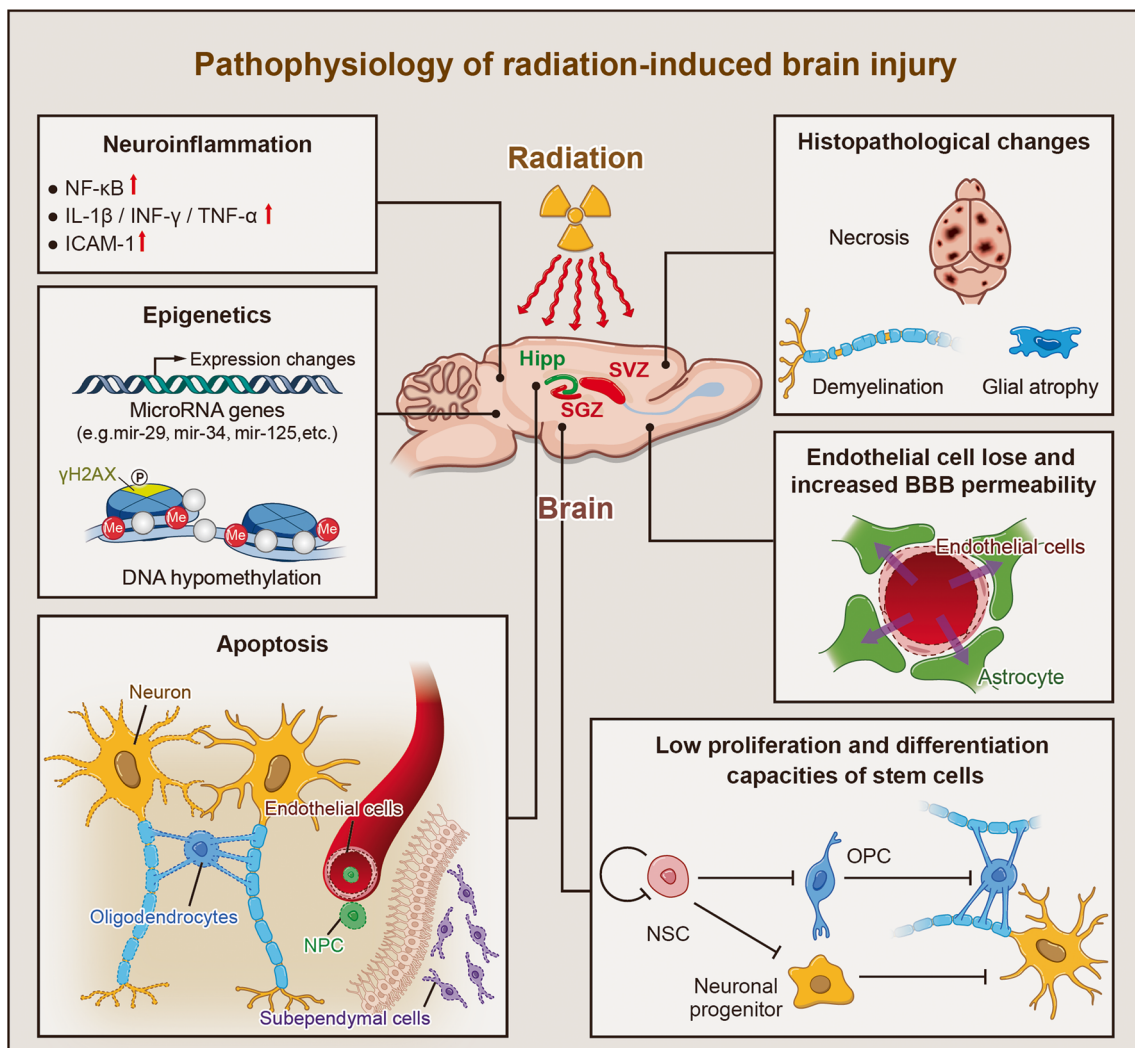 Pathophysiology of radiation-induced brain injury
Neuroinflammation
● NF-κB
● IL-1β / INF-γ / TNF-α
● ICAM-1
Epigenetics
Expression changes
MicroRNA genes
(e.g.mir-29, mir-34, mir-125,etc.)
γH2AX
P
Me
Me
Me
Me
DNA hypomethylation
Radiation
Hipp
SVZ
SGZ
Brain
Histopathological changes
Necrosis
Demyelination
Glial atrophy
Endothelial cell lose and
increased BBB permeability
Endothelial cells
Astrocyte
Apoptosis
Neuron
Endothelial cells
Oligodendrocytes
NPC
Subependymal cells
Low proliferation and differentiation
capacities of stem cells
OPC
NSC
Neuronal
progenitor